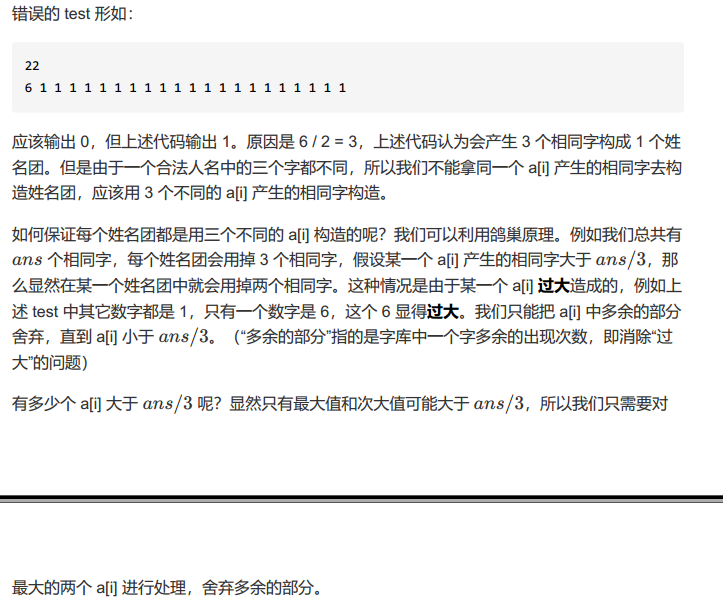 错误的 test 形如：
22
6 1 1 1 1 1 1 1 1 1 1 1 1 1 1 1 1 1 1 1 1 1
应该输出 0，但上述代码输出 1。原因是 6 / 2 = 3，上述代码认为会产生 3 个相同字构成 1 个姓
名团。但是由于一个合法人名中的三个字都不同，所以我们不能拿同一个 a[i] 产生的相同字去构
造姓名团，应该用 3 个不同的 a[i] 产生的相同字构造。
如何保证每个姓名团都是用三个不同的 a[i] 构造的呢？我们可以利用鸽巢原理。例如我们总共有
ans 个相同字，每个姓名团会用掉 3 个相同字，假设某一个 a[i] 产生的相同字大于 ans/3，那
么显然在某一个姓名团中就会用掉两个相同字。这种情况是由于某一个 a[i] 过大造成的，例如上
述 test 中其它数字都是 1，只有一个数字是 6，这个 6 显得过大。我们只能把 a[i] 中多余的部分
舍弃，直到 a[i] 小于 ans/3。（“多余的部分”指的是字库中一个字多余的出现次数，即消除“过
大”的问题）
有多少个 a[i] 大于 ans/3 呢？显然只有最大值和次大值可能大于 ans/3，所以我们只需要对
最大的两个 a[i] 进行处理，舍弃多余的部分。